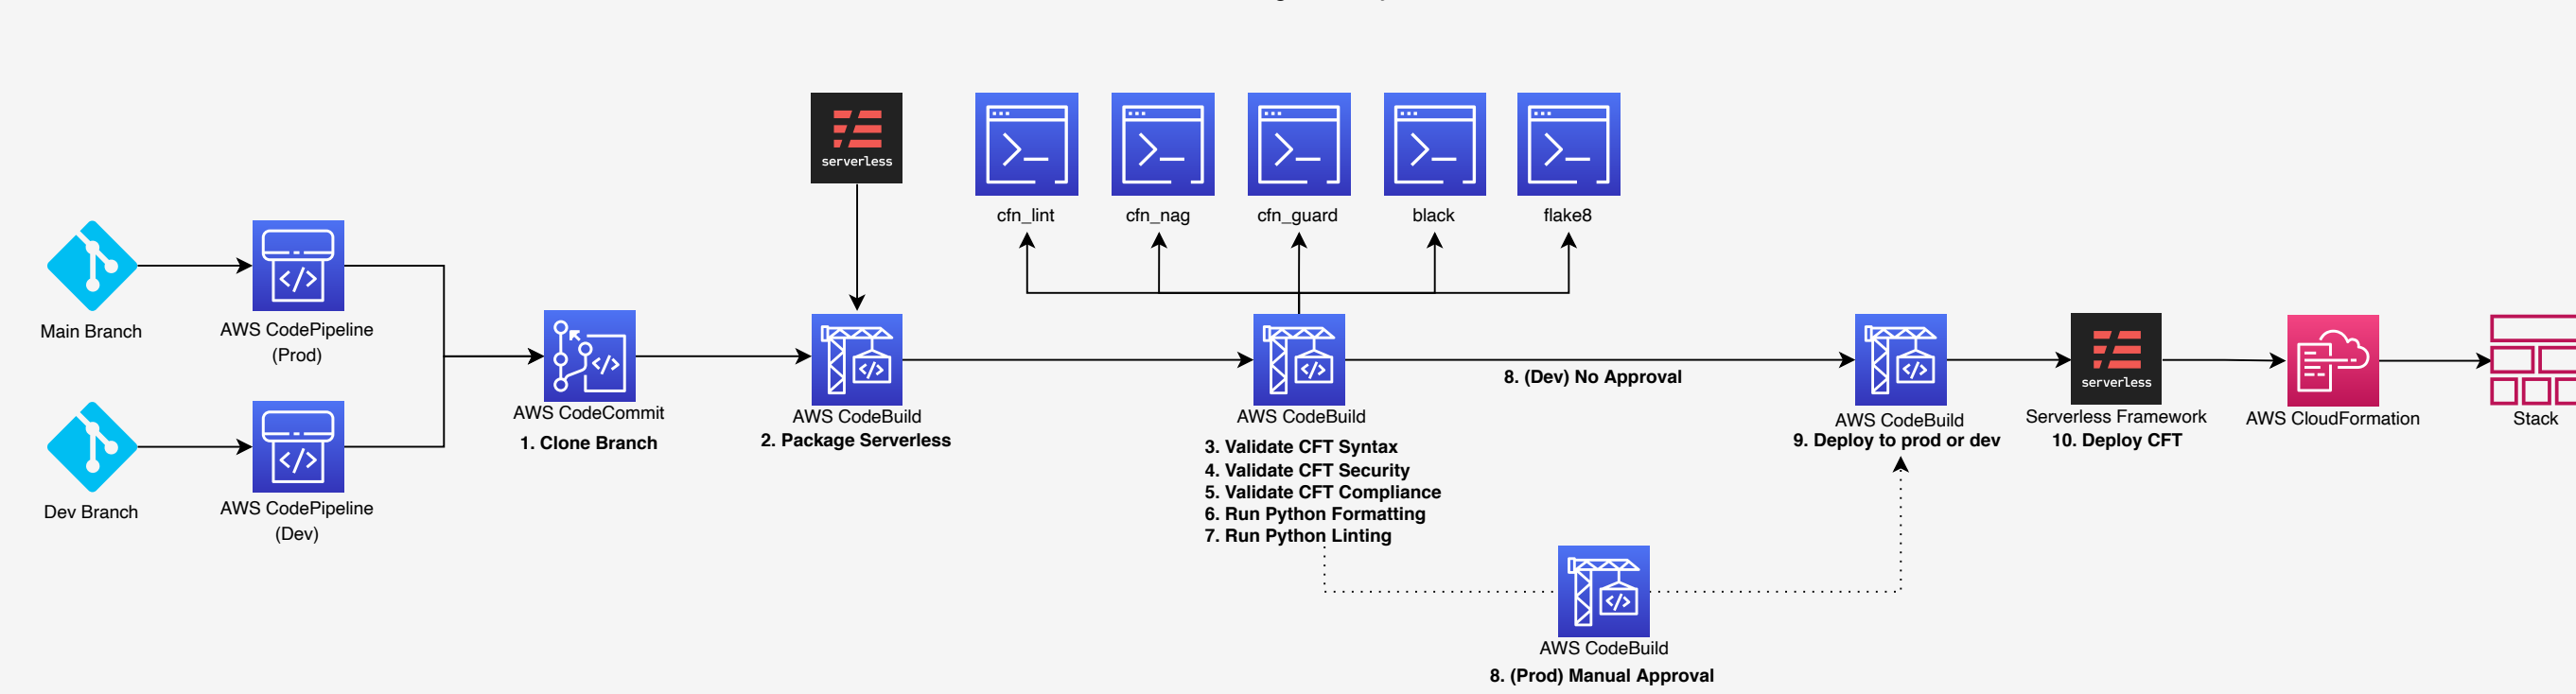 serverless
cfn_lint
cfn_nag
cfn_guard
black
flake8
Main Branch
AWS CodePipeline
(Prod)
Dev Branch
AWS CodePipeline
(Dev)
AWS CodeCommit
1. Clone Branch
AWS CodeBuild
2. Package Serverless
AWS CodeBuild
3. Validate CFT Syntax
4. Validate CFT Security
5. Validate CFT Compliance
6. Run Python Formatting
7. Run Python Linting
8. (Dev) No Approval
AWS CodeBuild
8. (Prod) Manual Approval
AWS CodeBuild
9. Deploy to prod or dev
serverless
Serverless Framework
10. Deploy CFT
AWS CloudFormation
Stack